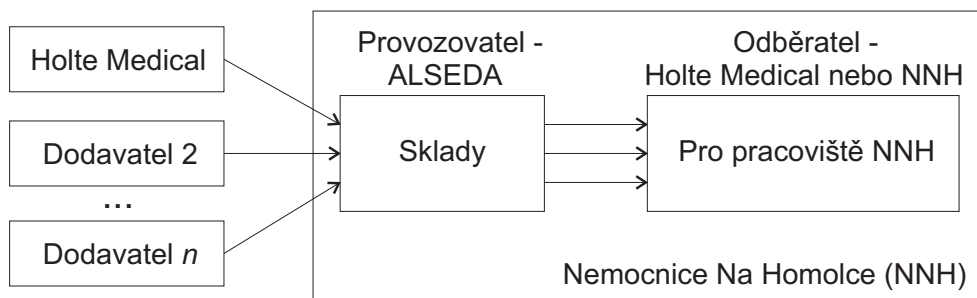 Holte Medical
Dodavatel 2
...
Dodavatel n
Provozovatel -
ALSEDA
Sklady
Odběratel -
Holte Medical nebo NNH
Pro pracoviště NNH
Nemocnice Na Homolce (NNH)